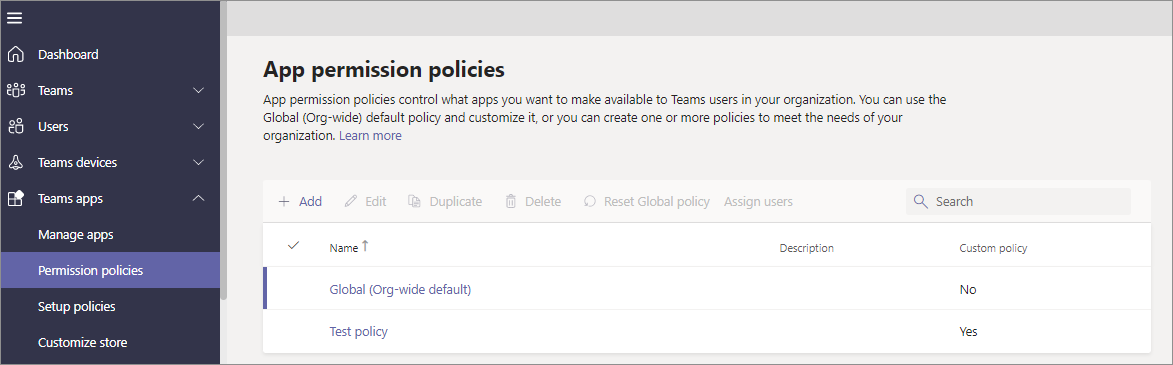 Dashboard
Teams
Users
Teams devices
Teams apps
Manage apps
Permission policies
Setup policies
Customize store
App permission policies
App permission policies control what apps you want to make available to Teams users in your organization. You can use the
Global (Org-wide) default policy and customize it, or you can create one or more policies to meet the needs of your
organization. Learn more
+ Add Edit Duplicate Delete Reset Global policy Assign users Search
Name ↑ Description Custom policy
Global (Org-wide default) No
Test policy Yes